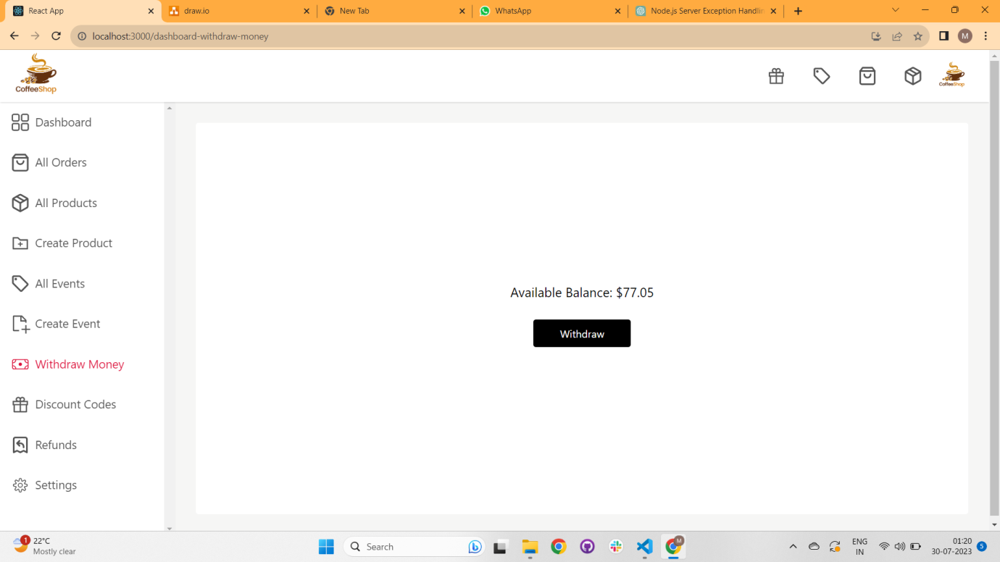 React App
draw.io
New Tab
WhatsApp
Node.js Server Exception Handlin
localhost:3000/dashboard-withdraw-money
M
CoffeeShop
CoffeeShop
Dashboard
All Orders
All Products
Create Product
All Events
Create Event
Withdraw Money
Discount Codes
Refunds
Settings
Available Balance: $77.05
Withdraw
1
22°C
Mostly clear
Search
M
ENG
IN
01:20
30-07-2023
5